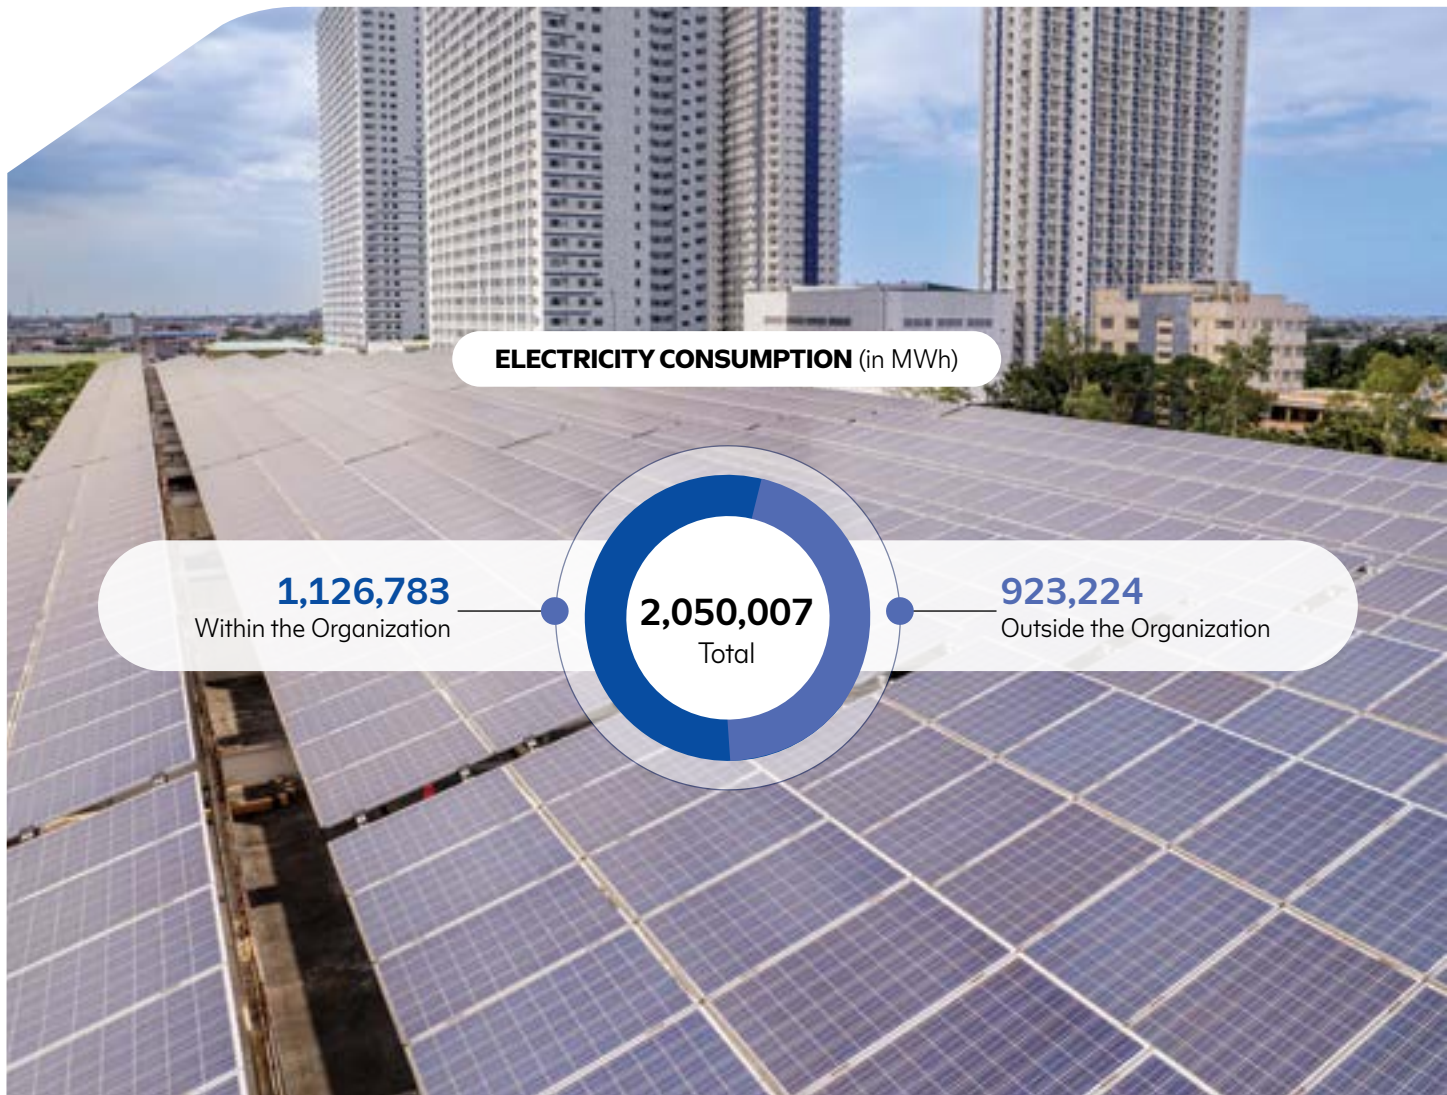 ELECTRICITY CONSUMPTION (in MWh)
1,126,783
Within the Organization
2,050,007
Total
923,224
Outside the Organization